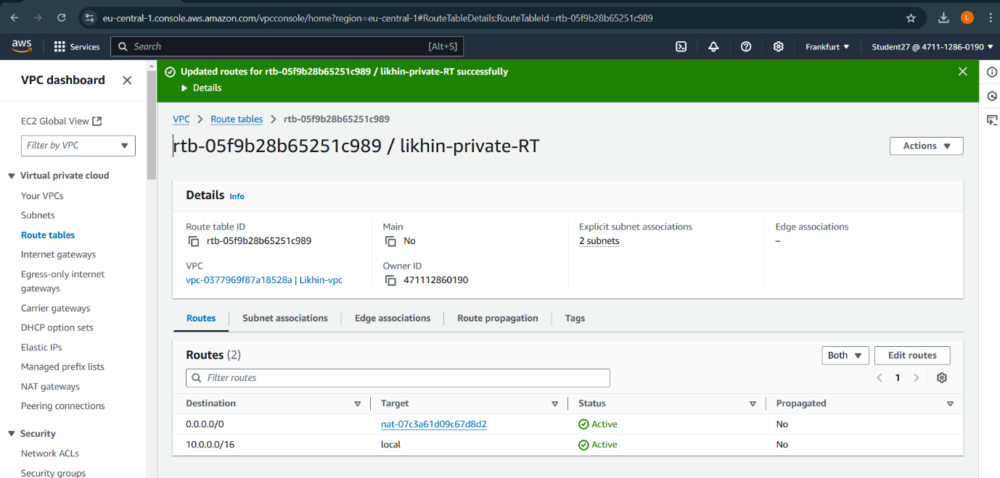 eu-central-1.console.aws.amazon.com/vpcconsole/home?region=eu-central-1#RouteTableDetails:RouteTableId=rtb-05f9b28b65251c989
L
aws
Services
Search
[Alt+S]
Frankfurt
Student27 @ 4711-1286-0190
VPC dashboard
EC2 Global View
Filter by VPC
Virtual private cloud
Your VPCs
Subnets
Route tables
Internet gateways
Egress-only internet
gateways
Carrier gateways
DHCP option sets
Elastic IPs
Managed prefix lists
NAT gateways
Peering connections
Security
Network ACLs
Security groups
Updated routes for rtb-05f9b28b65251c989 / likhin-private-RT successfully
Details
VPC > Route tables > rtb-05f9b28b65251c989
rtb-05f9b28b65251c989 / likhin-private-RT
Actions
Details Info
Route table ID
rtb-05f9b28b65251c989
Main
No
Explicit subnet associations
2 subnets
Edge associations
–
VPC
vpc-0377969f87a18528a | Likhin-vpc
Owner ID
471112860190
Routes Subnet associations Edge associations Route propagation Tags
Routes (2)
Both
Edit routes
Filter routes
1
Destination Target Status Propagated
0.0.0.0/0 nat-07c3a61d09c67d8d2 Active No
10.0.0.0/16 local Active No